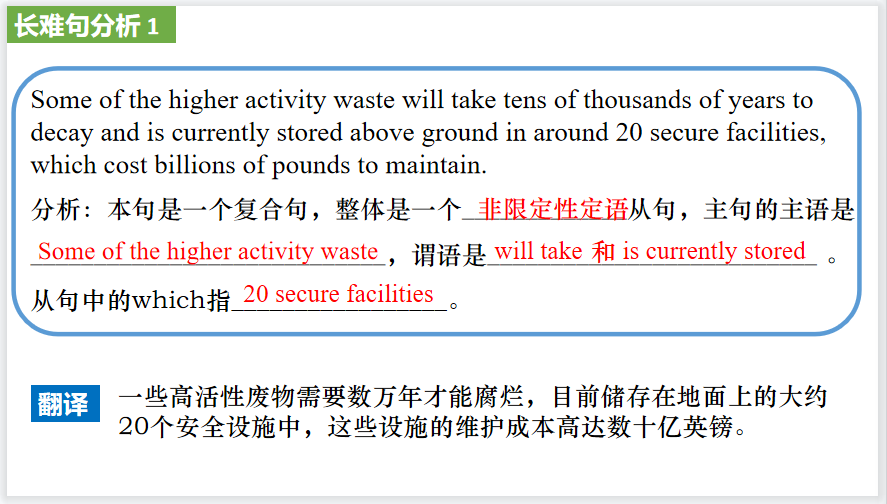 长难句分析 1
Some of the higher activity waste will take tens of thousands of years to
decay and is currently stored above ground in around 20 secure facilities,
which cost billions of pounds to maintain.
分析：本句是一个复合句，整体是一个 非限定性定语从句，主句的主语是
Some of the higher activity waste，谓语是 will take 和 is currently stored 。
从句中的which指 20 secure facilities。
翻译
一些高活性废物需要数万年才能腐烂，目前储存在地面上的大约
20个安全设施中，这些设施的维护成本高达数十亿英镑。